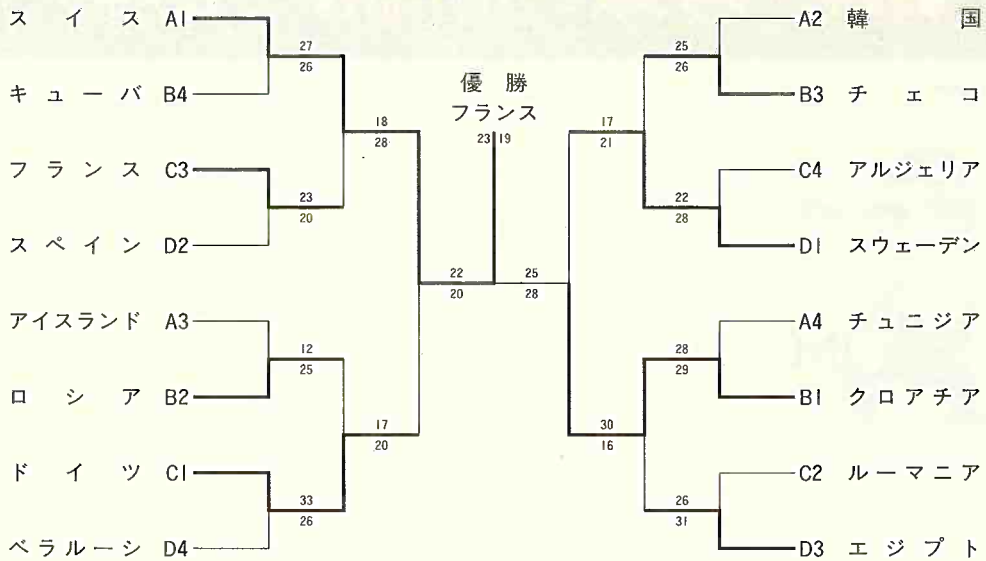 スイス A1
27
26
キューバ B4
18
28
フランス C3
23
20
スペイン D2
22
20
アイスランド A3
12
25
ロシア B2
17
20
ドイツ C1
33
26
ベラルーシ D4
優勝
フランス
23 19
A2 韓国
25
26
B3 チェコ
17
21
C4 アルジェリア
22
28
D1 スウェーデン
25
28
A4 チュニジア
28
29
B1 クロアチア
30
16
C2 ルーマニア
26
31
D3 エジプト